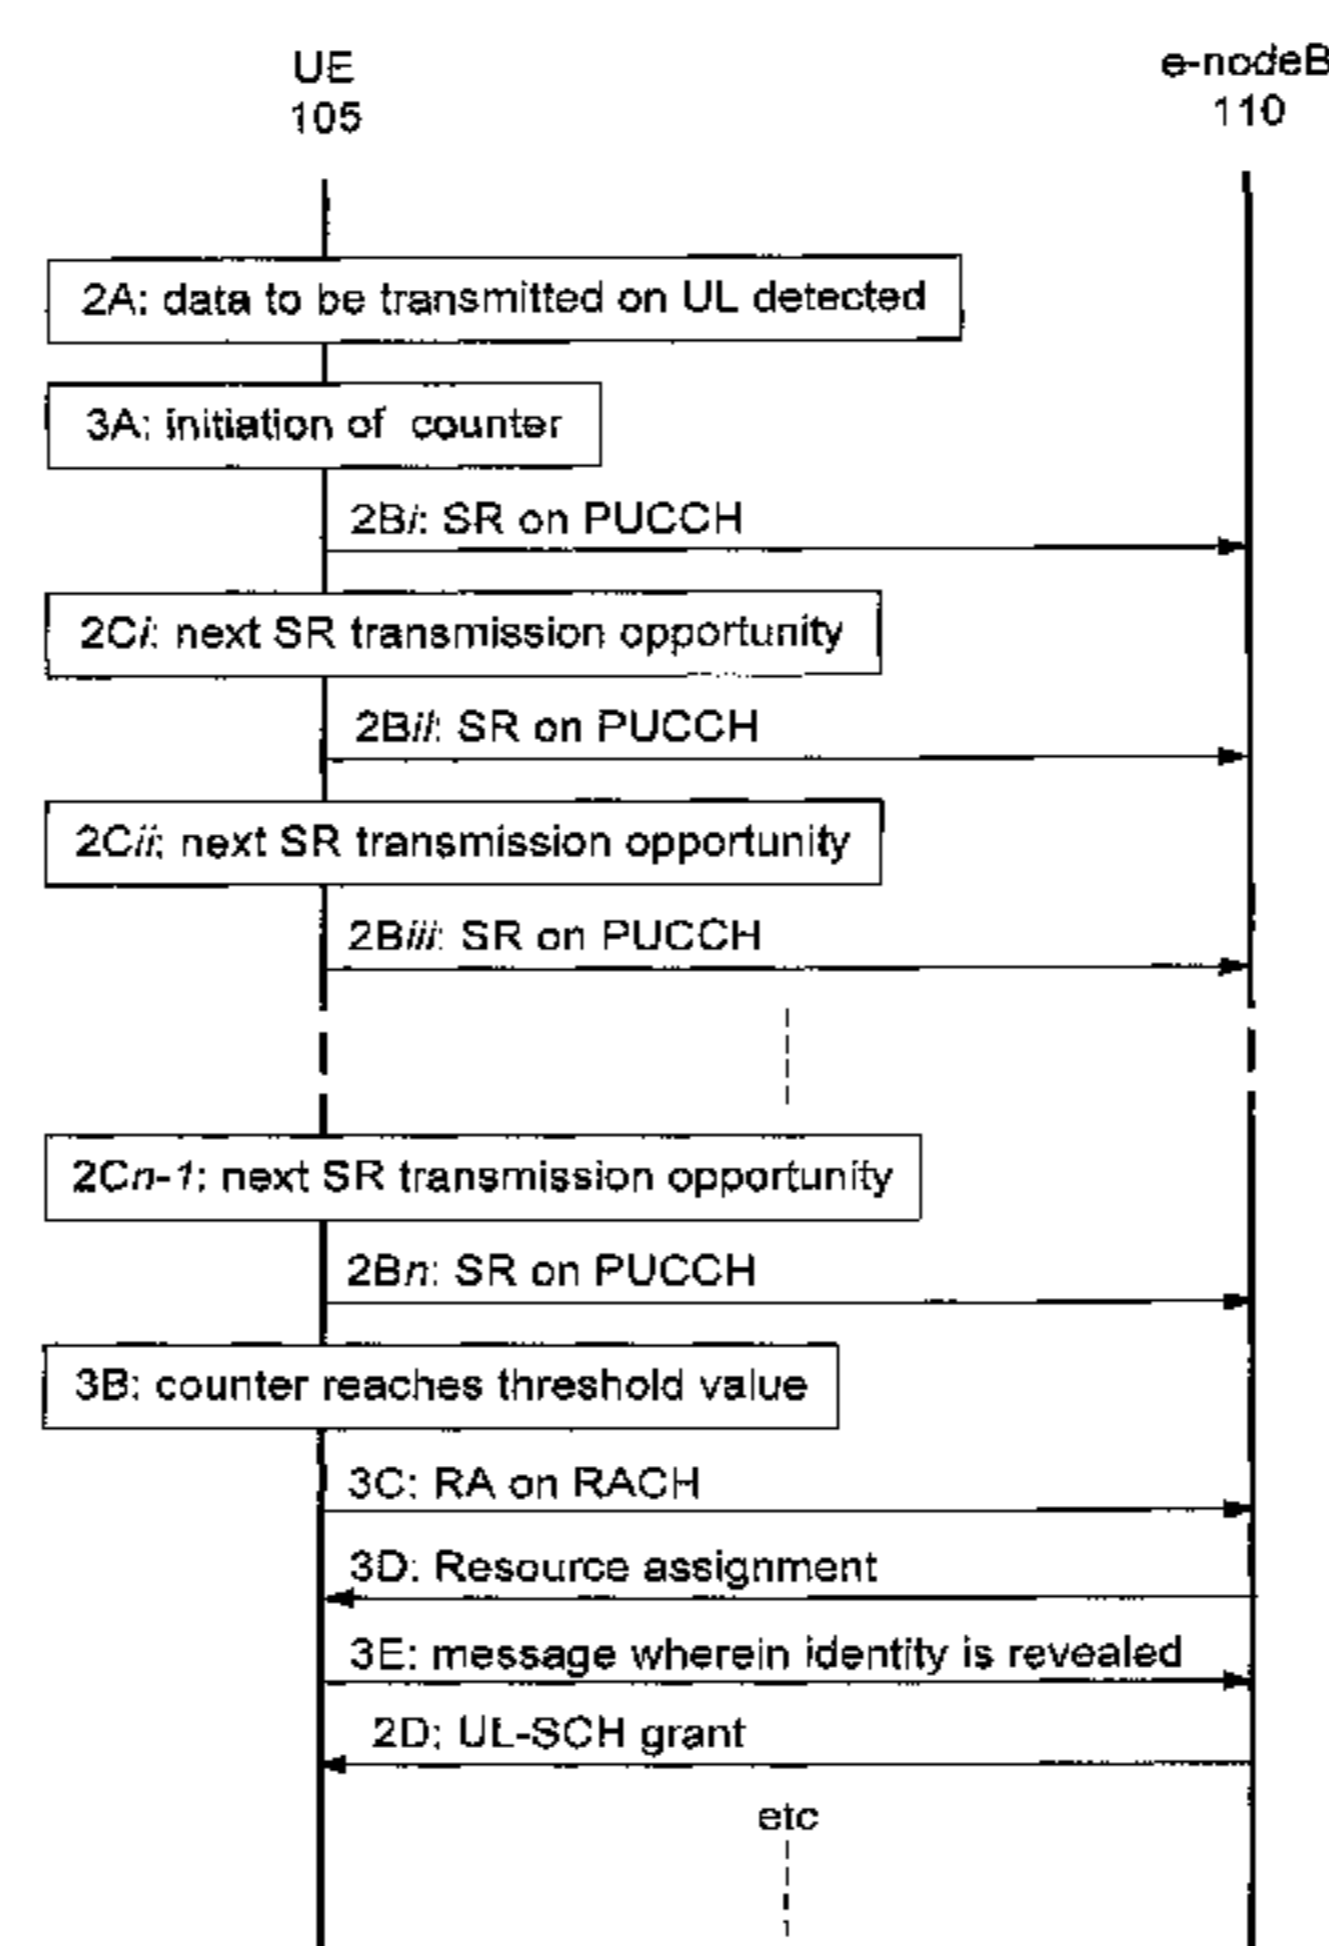 UE
105
e-nodeB
110
2A: data to be transmitted on UL detected
3A: initiation of counter
2Bi: SR on PUCCH
2Ci: next SR transmission opportunity
2Bii: SR on PUCCH
2Cii: next SR transmission opportunity
2Biii: SR on PUCCH
2Cn-1: next SR transmission opportunity
2Bn: SR on PUCCH
3B: counter reaches threshold value
3C: RA on RACH
3D: Resource assignment
3E: message wherein identity is revealed
2D: UL-SCH grant
etc